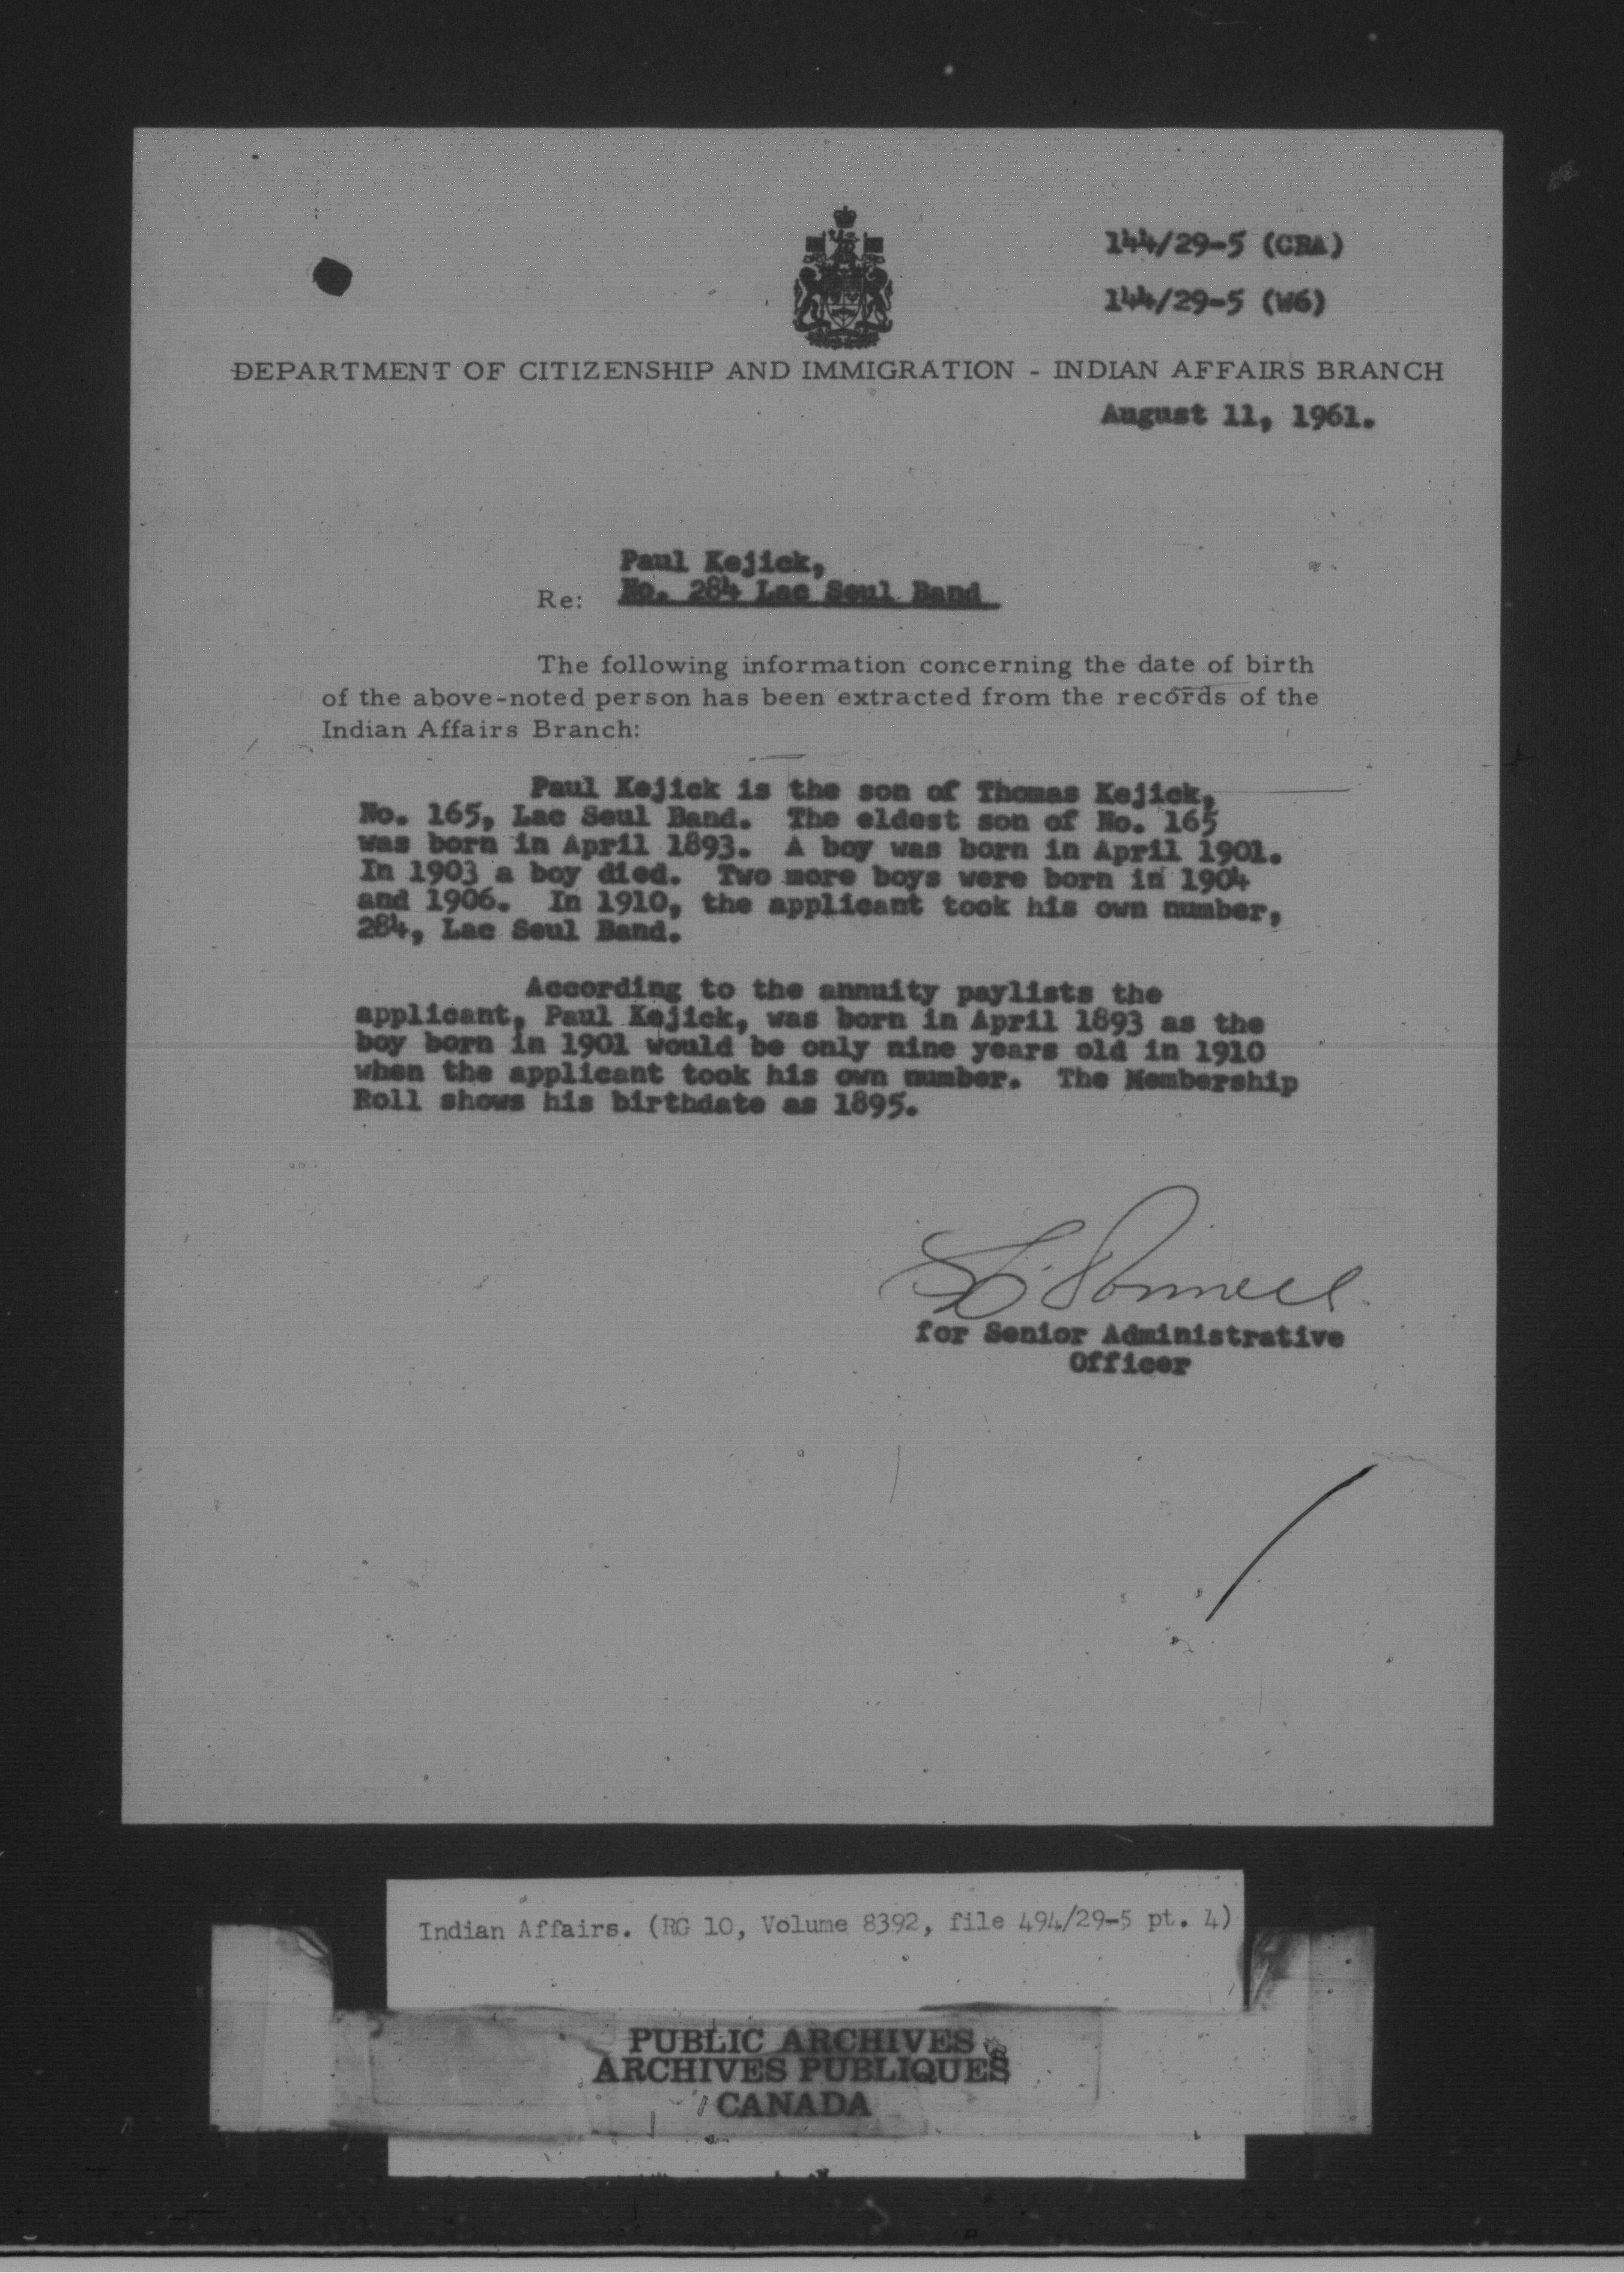 144/29-5 (CRA)
144/29-5 (W6)
DEPARTMENT OF CITIZENSHIP AND IMMIGRATION - INDIAN AFFAIRS BRANCH
August 11, 1961.
Paul Kejick,
Re: No. 284 Lac Seul Band
The following information concerning the date of birth
of the above-noted person has been extracted from the records of the
Indian Affairs Branch:
Paul Kejick is the son of Thomas Kejick,
No. 165, Lac Seul Band. The eldest son of No. 165
was born in April 1893. A boy was born in April 1901.
In 1903 a boy died. Two more boys were born in 1904
and 1906. In 1910, the applicant took his own number,
284, Lac Seul Band.
According to the annuity paylists the
applicant, Paul Kejick, was born in April 1893 as the
boy born in 1901 would be only nine years old in 1910
when the applicant took his own number. The Membership
Roll shows his birthdate as 1895.
for Senior Administrative
Officer
Indian Affairs. (RG 10, Volume 8392, file 494/29-5 pt. 4)
PUBLIC ARCHIVES
ARCHIVES PUBLIQUES
CANADA